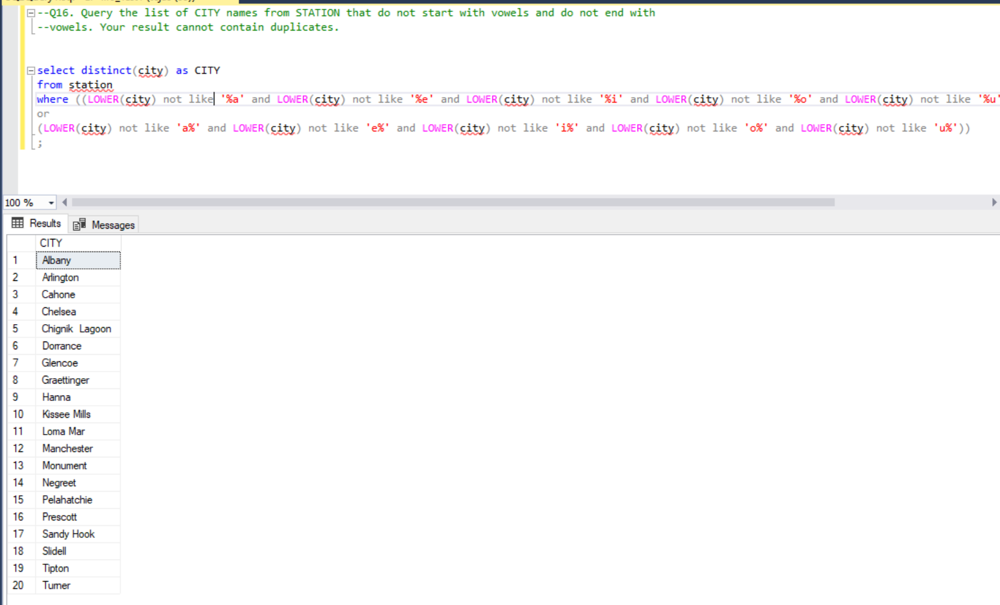 --Q16. Query the list of CITY names from STATION that do not start with vowels and do not end with
--vowels. Your result cannot contain duplicates.
select distinct(city) as CITY
from station
where ((LOWER(city) not like '%a' and LOWER(city) not like '%e' and LOWER(city) not like '%i' and LOWER(city) not like '%o' and LOWER(city) not like '%u'
or
(LOWER(city) not like 'a%' and LOWER(city) not like 'e%' and LOWER(city) not like 'i%' and LOWER(city) not like 'o%' and LOWER(city) not like 'u%'))
;
100 %
Results Messages
CITY
1 Albany
2 Arlington
3 Cahone
4 Chelsea
5 Chignik Lagoon
6 Dorrance
7 Glencoe
8 Graettinger
9 Hanna
10 Kissee Mills
11 Loma Mar
12 Manchester
13 Monument
14 Negreet
15 Pelahatchie
16 Prescott
17 Sandy Hook
18 Slidell
19 Tipton
20 Turner